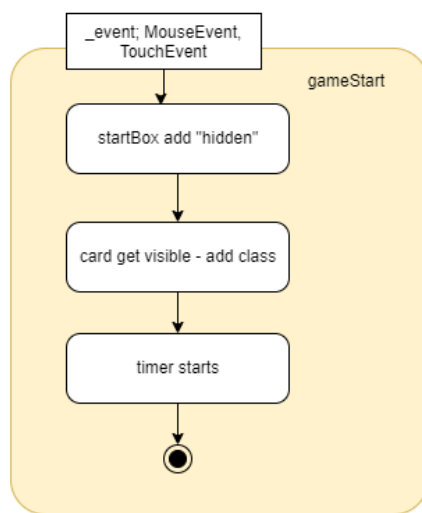 _event; MouseEvent,
TouchEvent
gameStart
startBox add "hidden"
card get visible - add class
timer starts